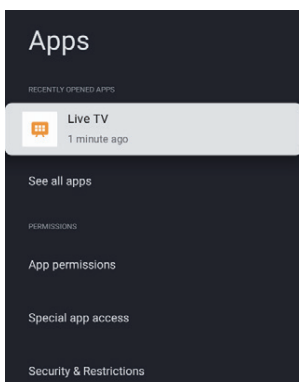 Apps
RECENTLY OPENED APPS
Live TV
1 minute ago
See all apps
PERMISSIONS
App permissions
Special app access
Security & Restrictions